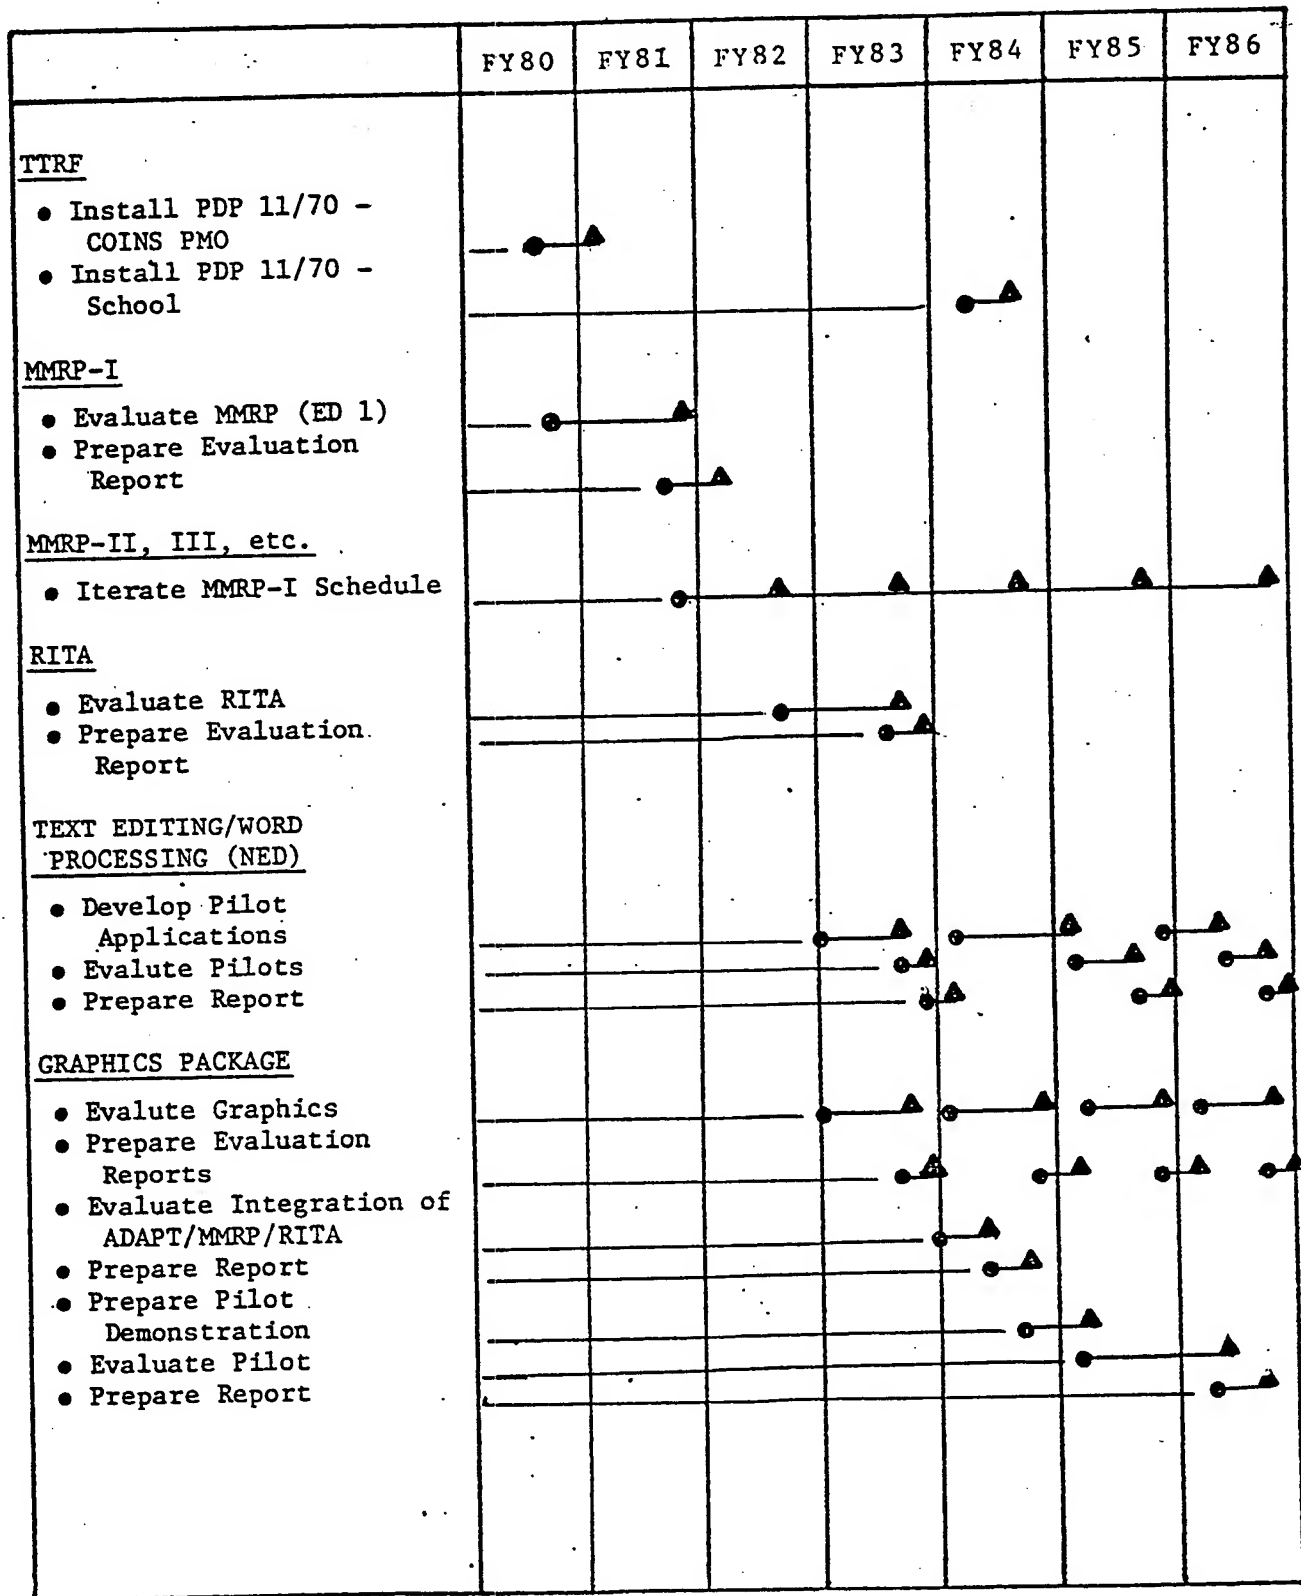 FY80 FY81 FY82 FY83 FY84 FY85 FY86
TTRF
• Install PDP 11/70 -
COINS PMO
• Install PDP 11/70 -
School
MMRP-I
• Evaluate MMRP (ED 1)
• Prepare Evaluation
Report
MMRP-II, III, etc.
• Iterate MMRP-I Schedule
RITA
• Evaluate RITA
• Prepare Evaluation
Report
TEXT EDITING/WORD
PROCESSING (NED)
• Develop Pilot
Applications
• Evalute Pilots
• Prepare Report
GRAPHICS PACKAGE
• Evalute Graphics
• Prepare Evaluation
Reports
• Evaluate Integration of
ADAPT/MMRP/RITA
• Prepare Report
• Prepare Pilot
Demonstration
• Evaluate Pilot
• Prepare Report